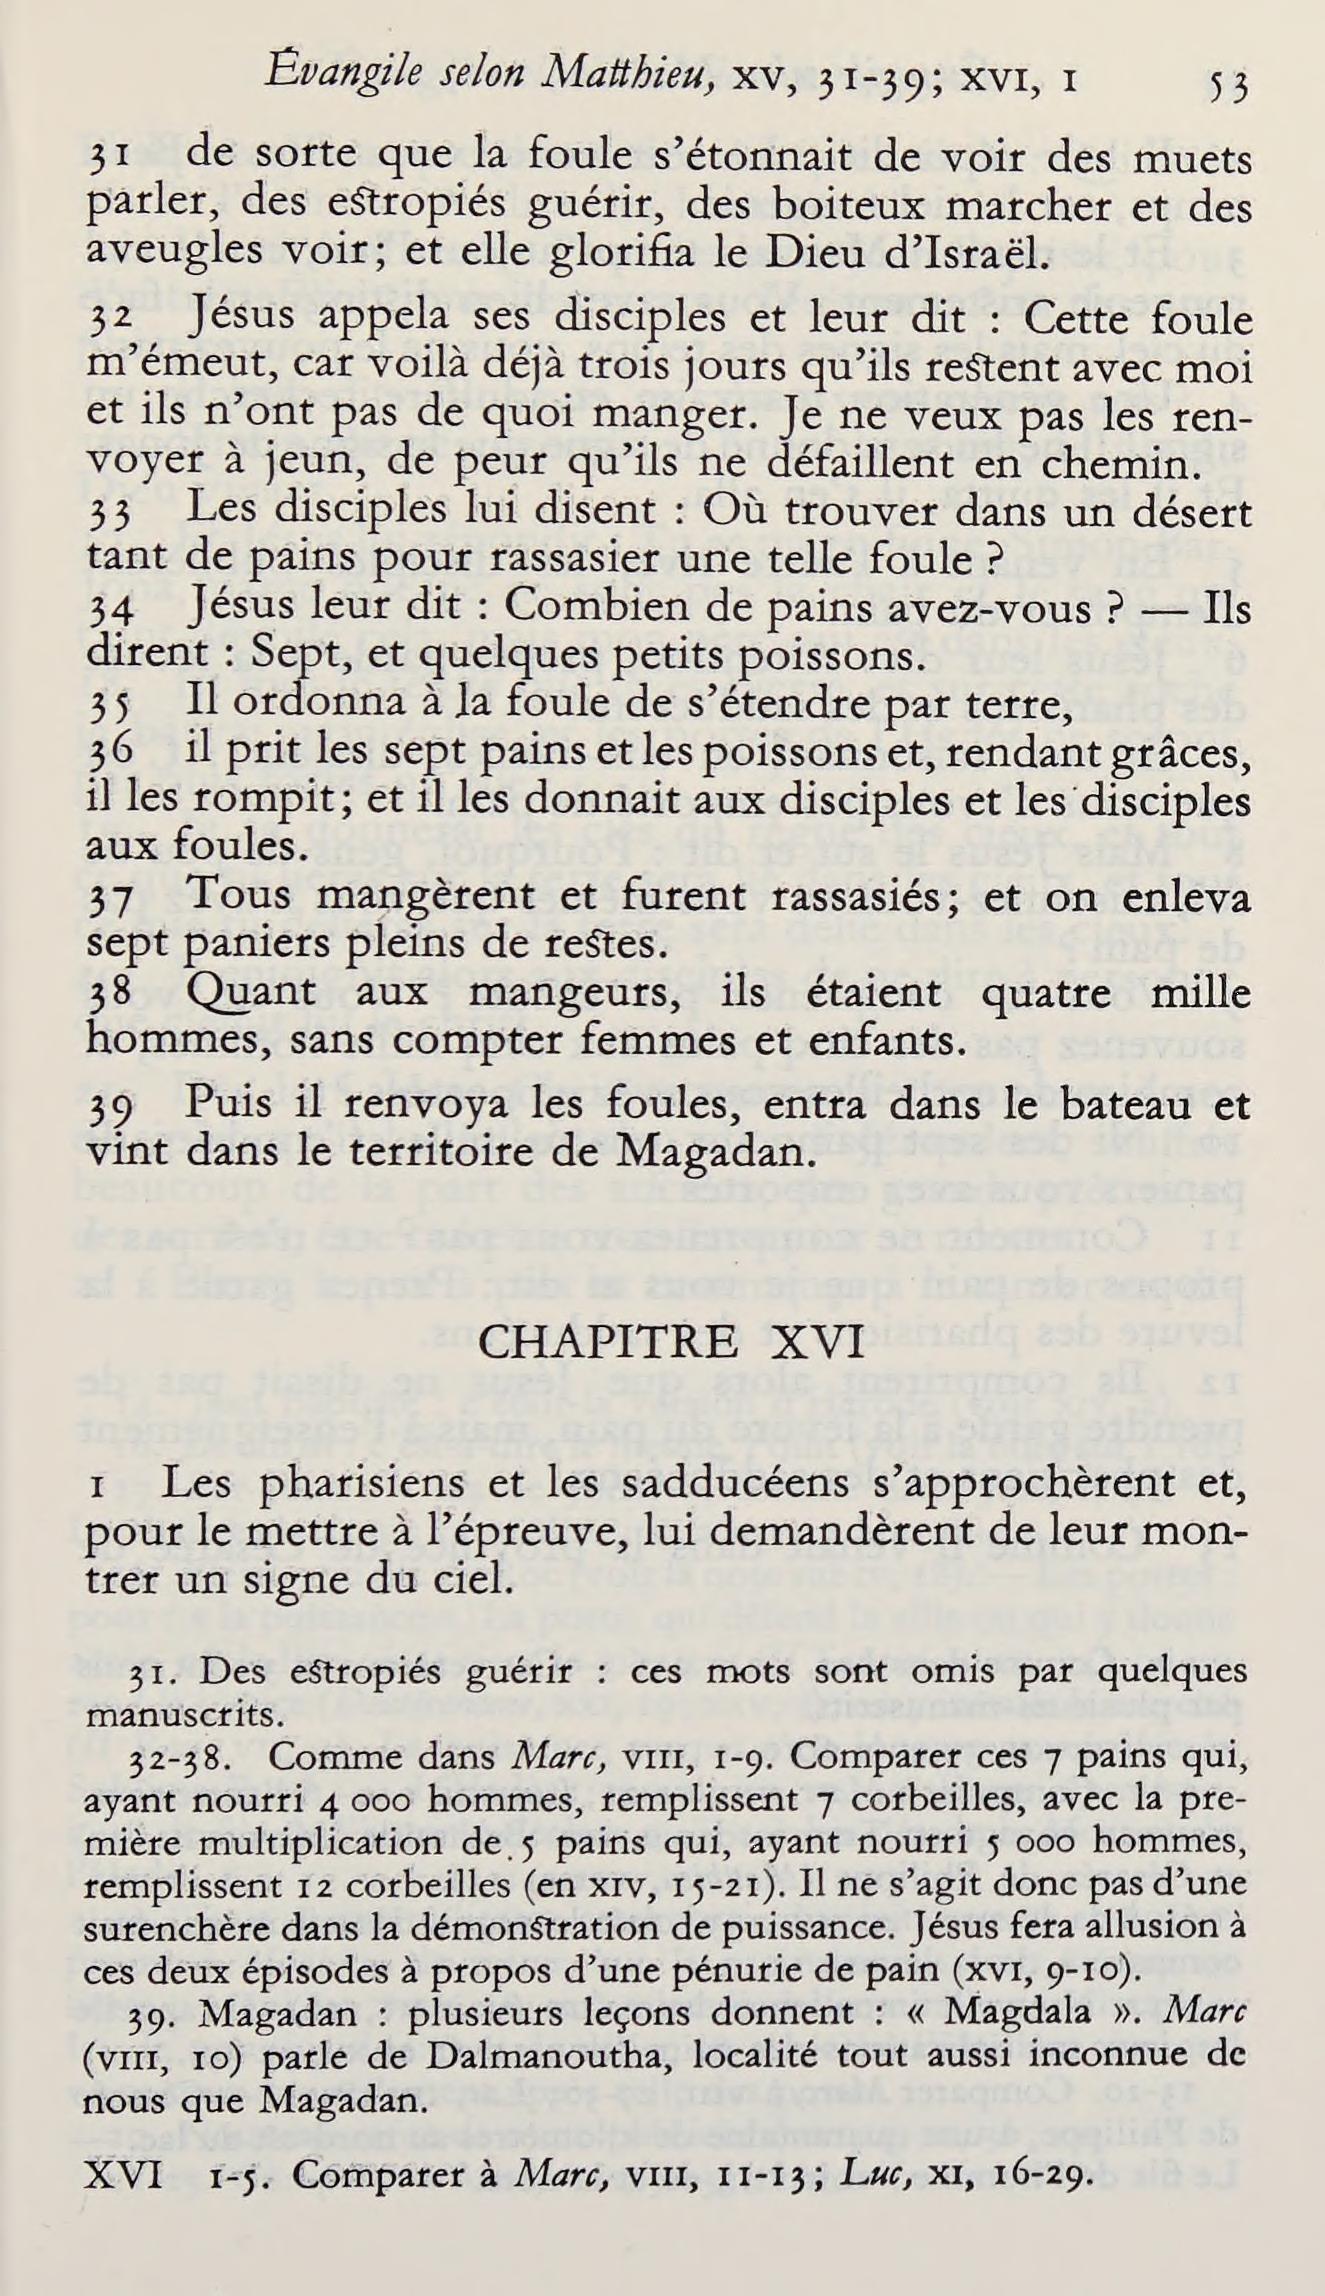 Évangile selon Matthieu, XV, 31-39; XVI, 1 53
31 de sorte que la foule s’étonnait de voir des muets
parler, des estropiés guérir, des boiteux marcher et des
aveugles voir; et elle glorifia le Dieu d’Israël.
32 Jésus appela ses disciples et leur dit : Cette foule
m’émeut, car voilà déjà trois jours qu’ils restent avec moi
et ils n’ont pas de quoi manger. Je ne veux pas les ren-
voyer à jeun, de peur qu’ils ne défaillent en chemin.
33 Les disciples lui disent : Où trouver dans un désert
tant de pains pour rassasier une telle foule ?
34 Jésus leur dit : Combien de pains avez-vous ? — Ils
dirent : Sept, et quelques petits poissons.
35 Il ordonna à la foule de s’étendre par terre,
36 il prit les sept pains et les poissons et, rendant grâces,
il les rompit; et il les donnait aux disciples et les disciples
aux foules.
37 Tous mangèrent et furent rassasiés; et on enleva
sept paniers pleins de restes.
38 Quant aux mangeurs, ils étaient quatre mille
hommes, sans compter femmes et enfants.
39 Puis il renvoya les foules, entra dans le bateau et
vint dans le territoire de Magadan.
CHAPITRE XVI
1 Les pharisiens et les sadducéens s’approchèrent et,
pour le mettre à l’épreuve, lui demandèrent de leur mon-
trer un signe du ciel.
31. Des estropiés guérir : ces mots sont omis par quelques
manuscrits.
32-38. Comme dans Marc, VIII, 1-9. Comparer ces 7 pains qui,
ayant nourri 4 000 hommes, remplissent 7 corbeilles, avec la pre-
mière multiplication de 5 pains qui, ayant nourri 5 000 hommes,
remplissent 12 corbeilles (en XIV, 15-21). Il ne s’agit donc pas d’une
surenchère dans la démonstration de puissance. Jésus fera allusion à
ces deux épisodes à propos d’une pénurie de pain (XVI, 9-10).
39. Magadan : plusieurs leçons donnent : « Magdala ». Marc
(VIII, 10) parle de Dalmanoutha, localité tout aussi inconnue de
nous que Magadan.
XVI 1-5. Comparer à Marc, VIII, 11-13; Luc, XI, 16-29.